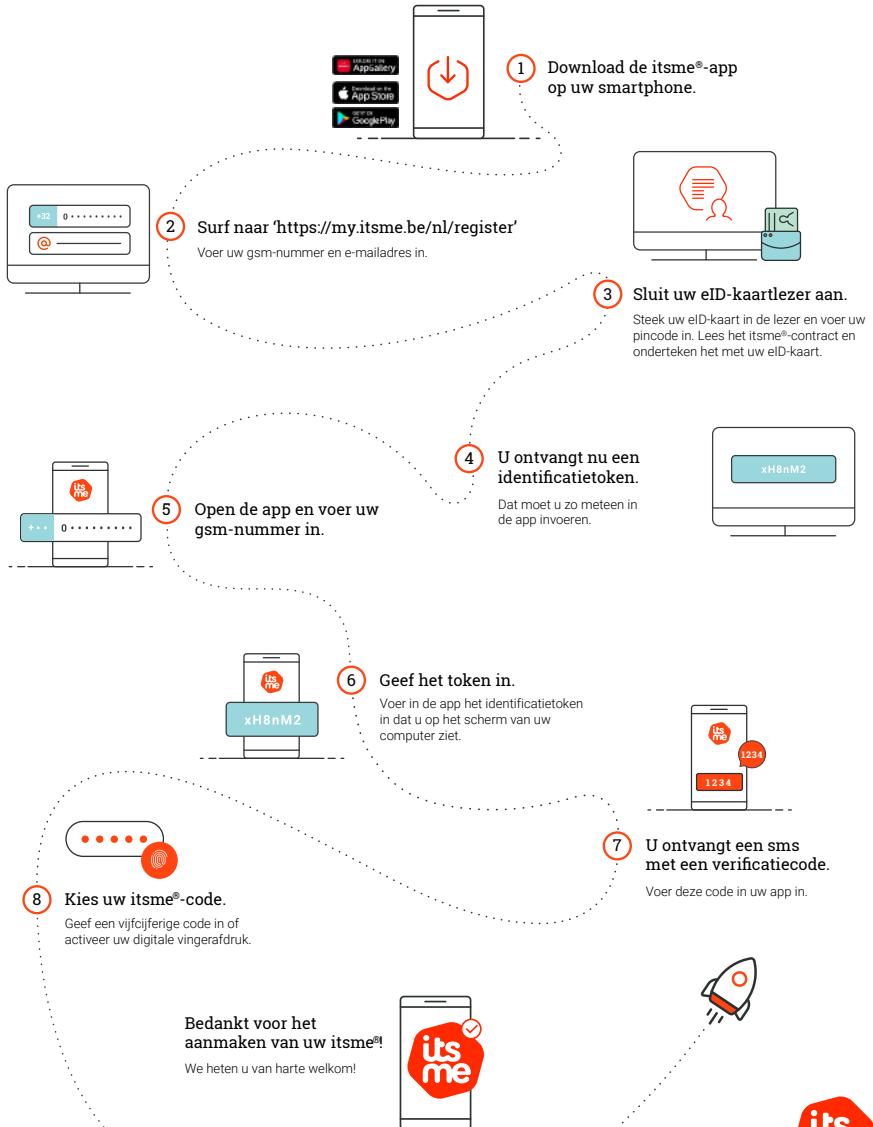 EXPLORE IT ON
AppGallery
Download on the
App Store
GET IT ON
Google Play
1
Download de itsme®-app
op uw smartphone.
+32 0 • • • • • • • • •
@
2
Surf naar ‘https://my.itsme.be/nl/register’
Voer uw gsm-nummer en e-mailadres in.
3
Sluit uw eID-kaartlezer aan.
Steek uw eID-kaart in de lezer en voer uw
pincode in. Lees het itsme®-contract en
onderteken het met uw eID-kaart.
4
U ontvangt nu een
identificatietoken.
Dat moet u zo meteen in
de app invoeren.
xH8nM2
its
me
+ • • 0 • • • • • • • • •
5
Open de app en voer uw
gsm-nummer in.
its
me
xH8nM2
6
Geef het token in.
Voer in de app het identificatietoken
in dat u op het scherm van uw
computer ziet.
its
me
1234
1234
7
U ontvangt een sms
met een verificatiecode.
Voer deze code in uw app in.
8
Kies uw itsme®-code.
Geef een vijfcijferige code in of
activeer uw digitale vingerafdruk.
Bedankt voor het
aanmaken van uw itsme®!
We heten u van harte welkom!
its
me
its